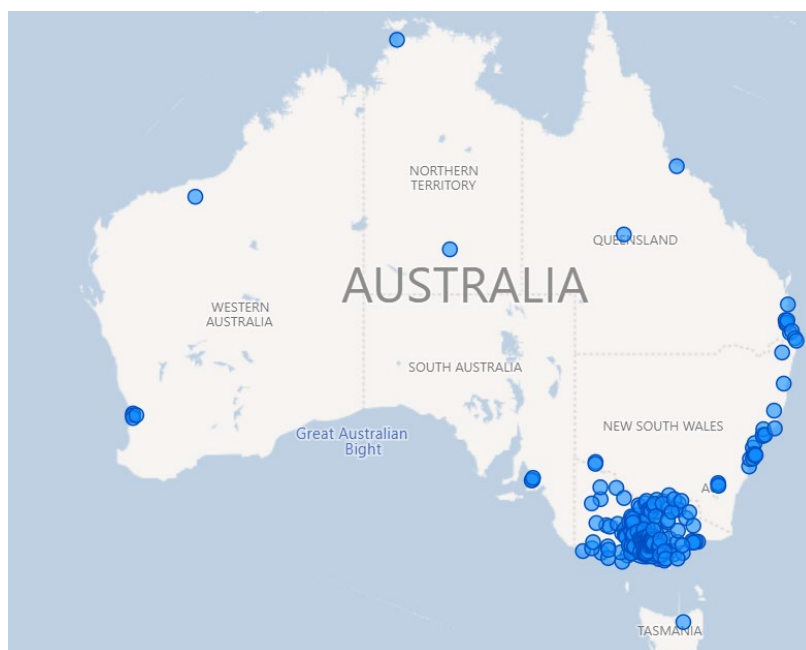 NORTHERN
TERRITORY
QUEENSLAND
AUSTRALIA
WESTERN
AUSTRALIA
SOUTH AUSTRALIA
NEW SOUTH WALES
Great Australian
Bight
A
TASMANIA